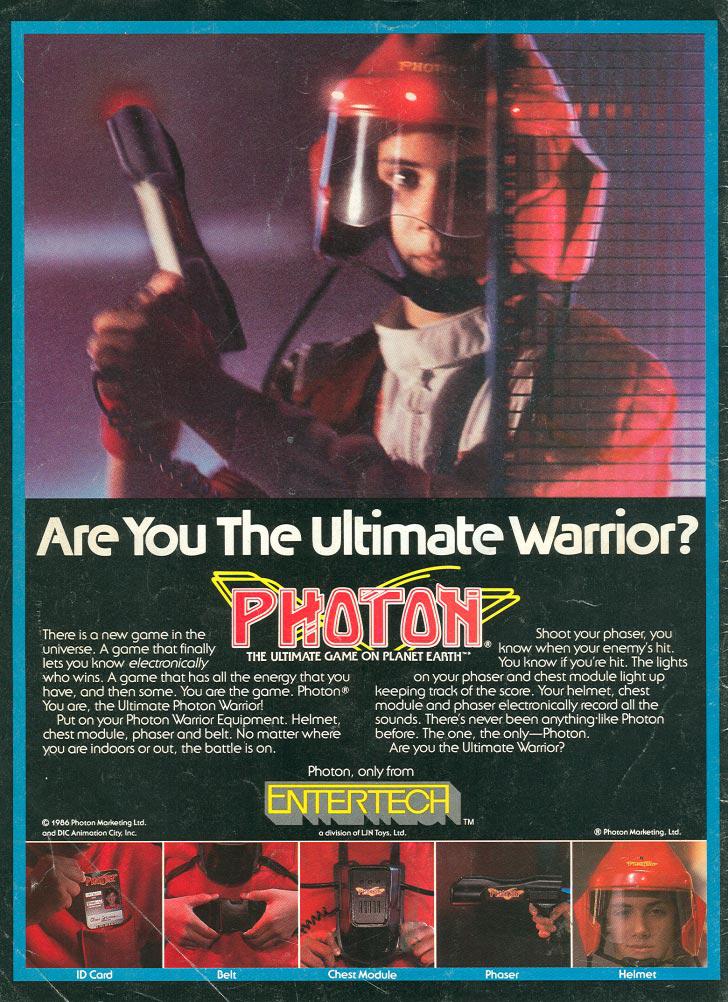 PHOTON
Are You The Ultimate Warrior?
PHOTON®
THE ULTIMATE GAME ON PLANET EARTH™
There is a new game in the
universe. A game that finally
lets you know electronically
who wins. A game that has all the energy that you
have, and then some. You are the game. Photon®
You are, the Ultimate Photon Warrior!
Put on your Photon Warrior Equipment. Helmet,
chest module, phaser and belt. No matter where
you are indoors or out, the battle is on.
Shoot your phaser, you
know when your enemy's hit.
You know if you're hit. The lights
on your phaser and chest module light up
keeping track of the score. Your helmet, chest
module and phaser electronically record all the
sounds. There's never been anything like Photon
before. The one, the only—Photon.
Are you the Ultimate Warrior?
Photon, only from
ENTERTECH™
a division of LJN Toys, Ltd.
© 1986 Photon Marketing Ltd.
and DIC Animation City, Inc.
® Photon Marketing, Ltd.
PHOTON
PHOTON
PHOTON
PHOTON
ID Card
Belt
Chest Module
Phaser
Helmet